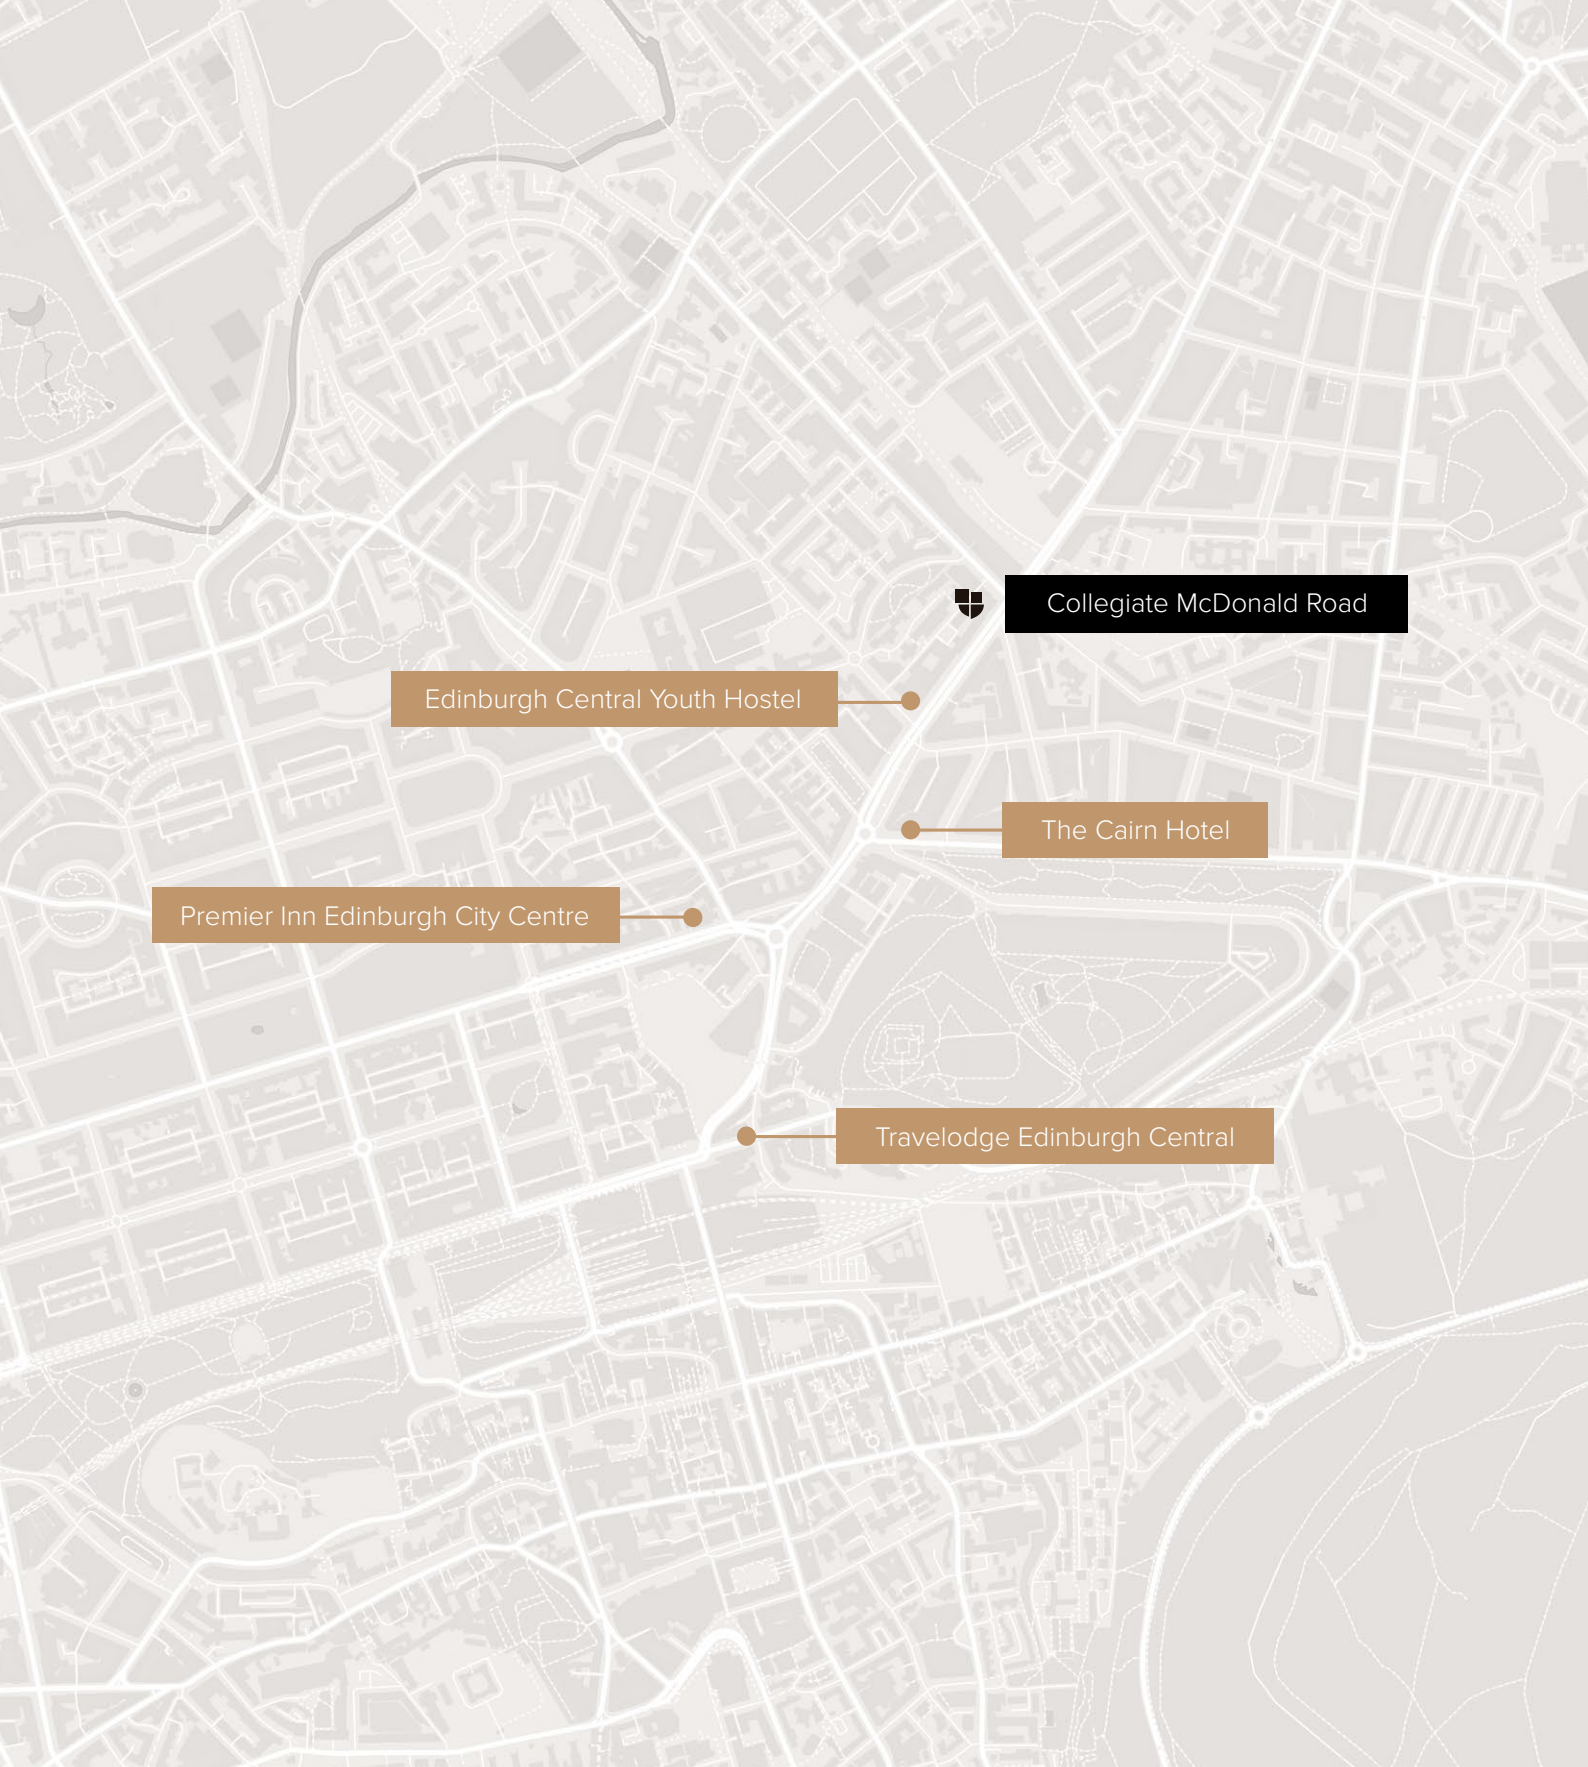 Collegiate McDonald Road
Edinburgh Central Youth Hostel
The Cairn Hotel
Premier Inn Edinburgh City Centre
Travelodge Edinburgh Central